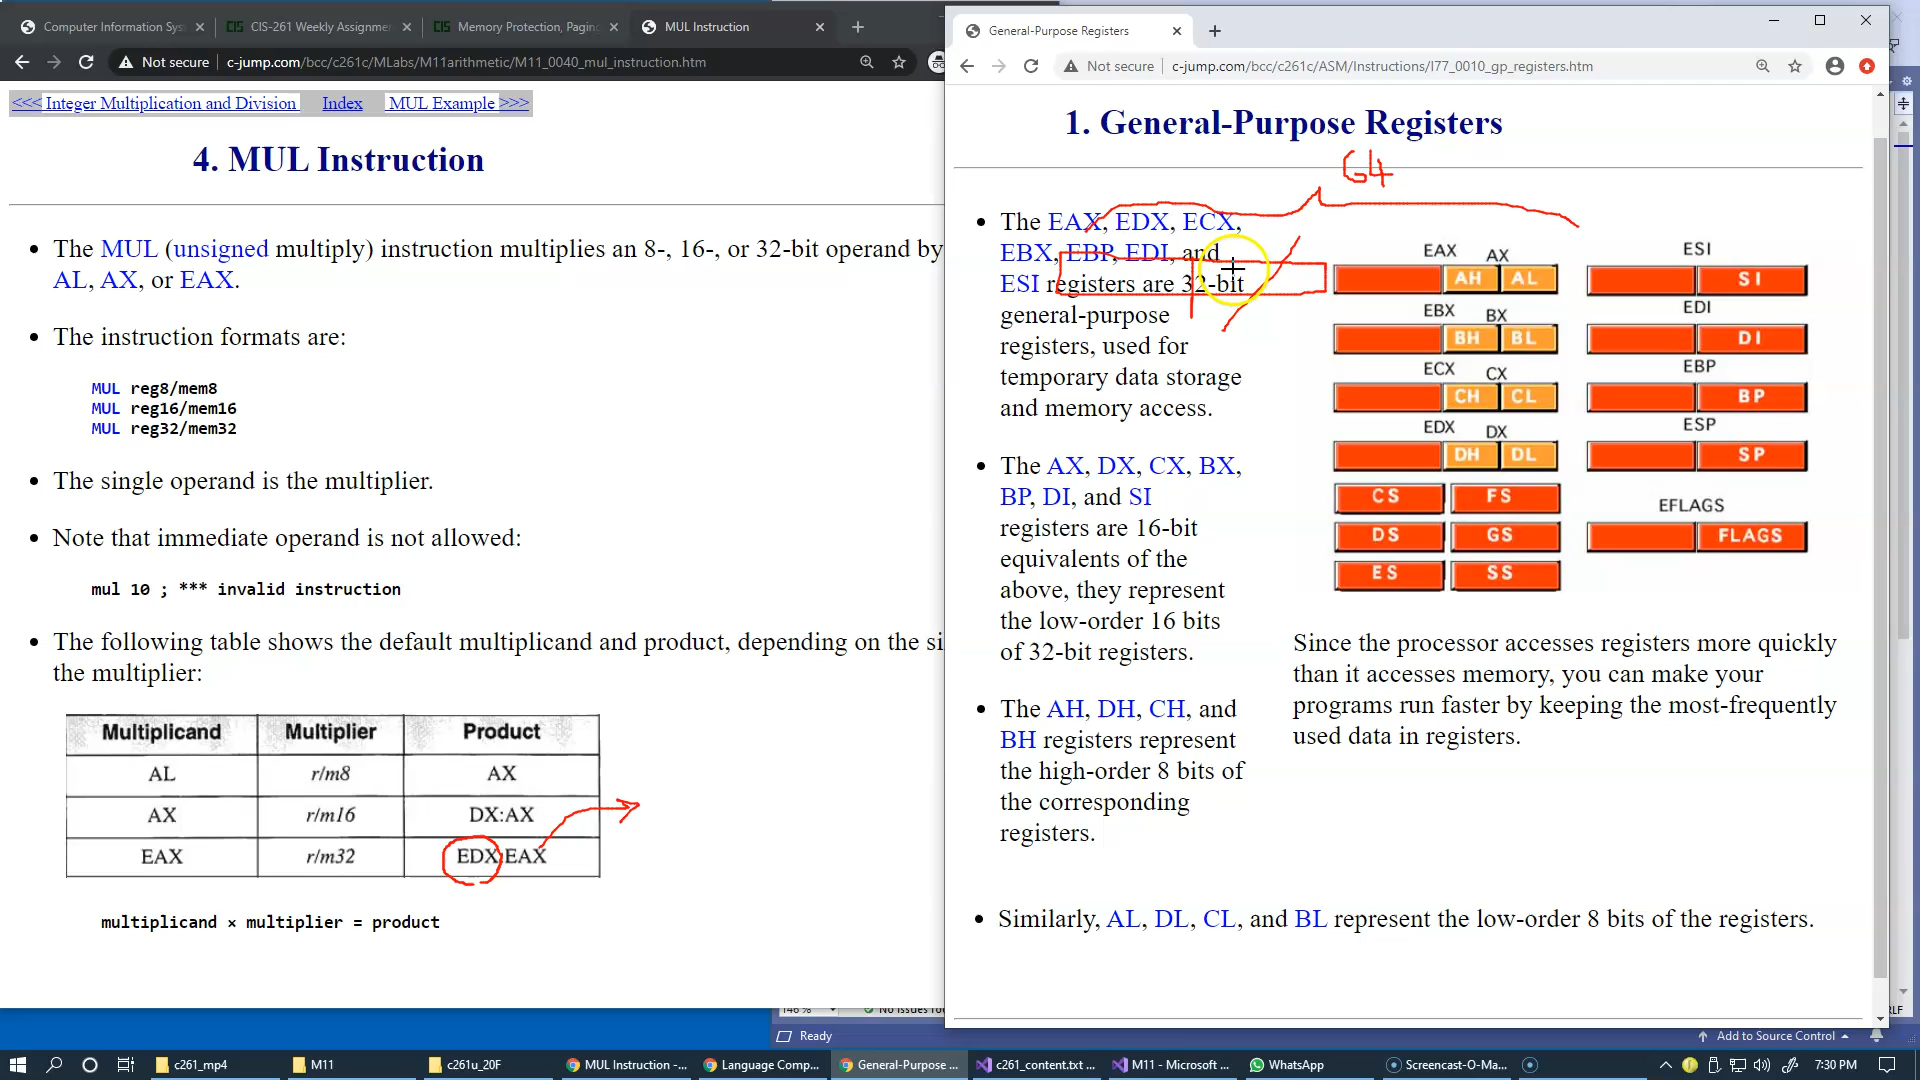 Computer Information Sys
CIS-261 Weekly Assignme
Memory Protection, Pagin
MUL Instruction
Not secure
c-jump.com/bcc/c261c/MLabs/M11arithmetic/M11_0040_mul_instruction.htm
<<< Integer Multiplication and Division Index MUL Example >>>
4. MUL Instruction
The MUL (unsigned multiply) instruction multiplies an 8-, 16-, or 32-bit operand by
AL, AX, or EAX.
The instruction formats are:
MUL reg8/mem8
MUL reg16/mem16
MUL reg32/mem32
The single operand is the multiplier.
Note that immediate operand is not allowed:
mul 10 ; *** invalid instruction
The following table shows the default multiplicand and product, depending on the si
the multiplier:
Multiplicand Multiplier Product
AL r/m8 AX
AX r/m16 DX:AX
EAX r/m32 EDX:EAX
multiplicand × multiplier = product
General-Purpose Registers
Not secure
c-jump.com/bcc/c261c/ASM/Instructions/I77_0010_gp_registers.htm
1. General-Purpose Registers
64
The EAX, EDX, ECX,
EBX, EBP, EDI, and
ESI registers are 32-bit
general-purpose
registers, used for
temporary data storage
and memory access.
The AX, DX, CX, BX,
BP, DI, and SI
registers are 16-bit
equivalents of the
above, they represent
the low-order 16 bits
of 32-bit registers.
The AH, DH, CH, and
BH registers represent
the high-order 8 bits of
the corresponding
registers.
EAX AX
AH AL
EBX BX
BH BL
ECX CX
CH CL
EDX DX
DH DL
CS FS
DS GS
ES SS
ESI
SI
EDI
DI
EBP
BP
ESP
SP
EFLAGS
FLAGS
Since the processor accesses registers more quickly
than it accesses memory, you can make your
programs run faster by keeping the most-frequently
used data in registers.
Similarly, AL, DL, CL, and BL represent the low-order 8 bits of the registers.
146 %
No issues fo
RLF
Ready
Add to Source Control
c261_mp4
M11
c261u_20F
MUL Instruction -...
Language Comp...
General-Purpose ...
c261_content.txt ...
M11 - Microsoft ...
WhatsApp
Screencast-O-Ma...
7:30 PM